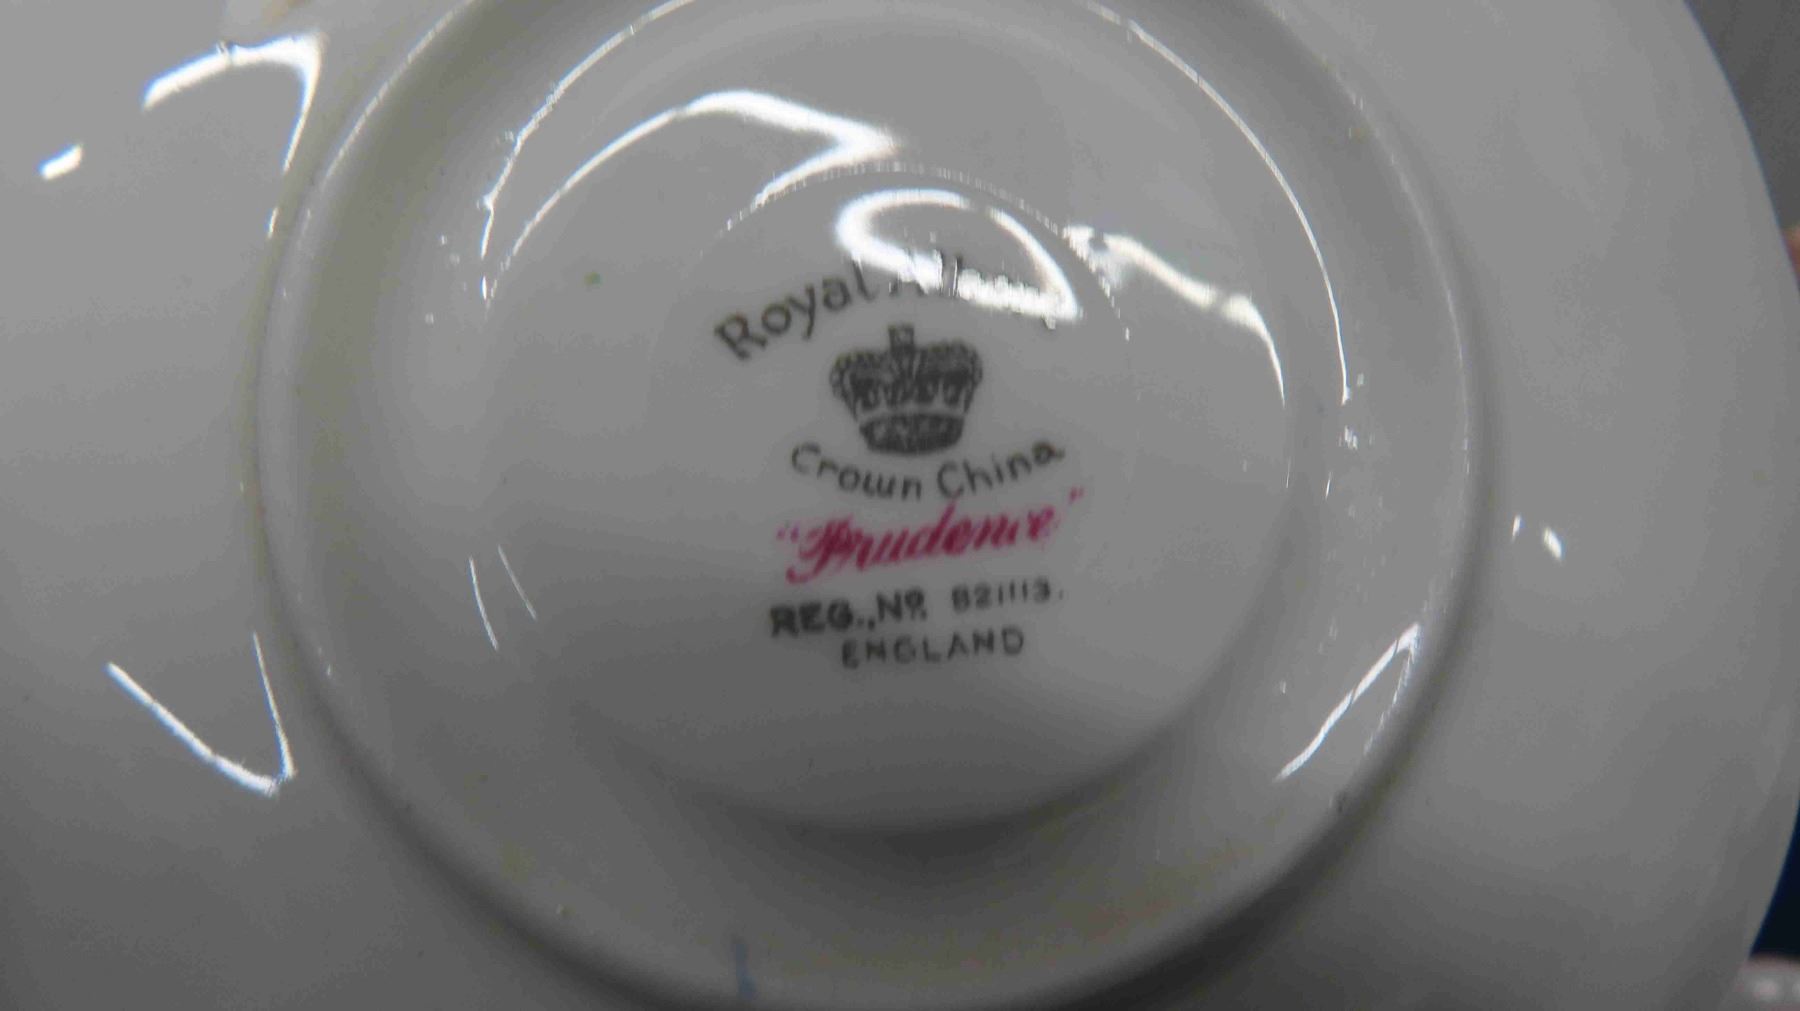 Royal
Crown China
"Prudence"
REG., Nº 821113.
ENGLAND